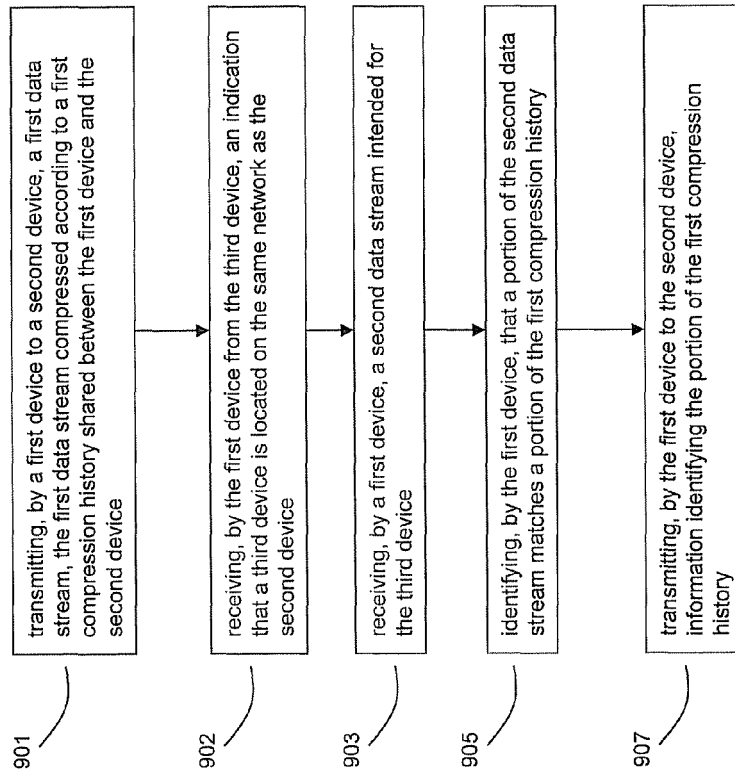 901
transmitting, by a first device to a second device, a first data
stream, the first data stream compressed according to a first
compression history shared between the first device and the
second device
902
receiving, by the first device from the third device, an indication
that a third device is located on the same network as the
second device
903
receiving, by a first device, a second data stream intended for
the third device
905
identifying, by the first device, that a portion of the second data
stream matches a portion of the first compression history
907
transmitting, by the first device to the second device,
information identifying the portion of the first compression
history